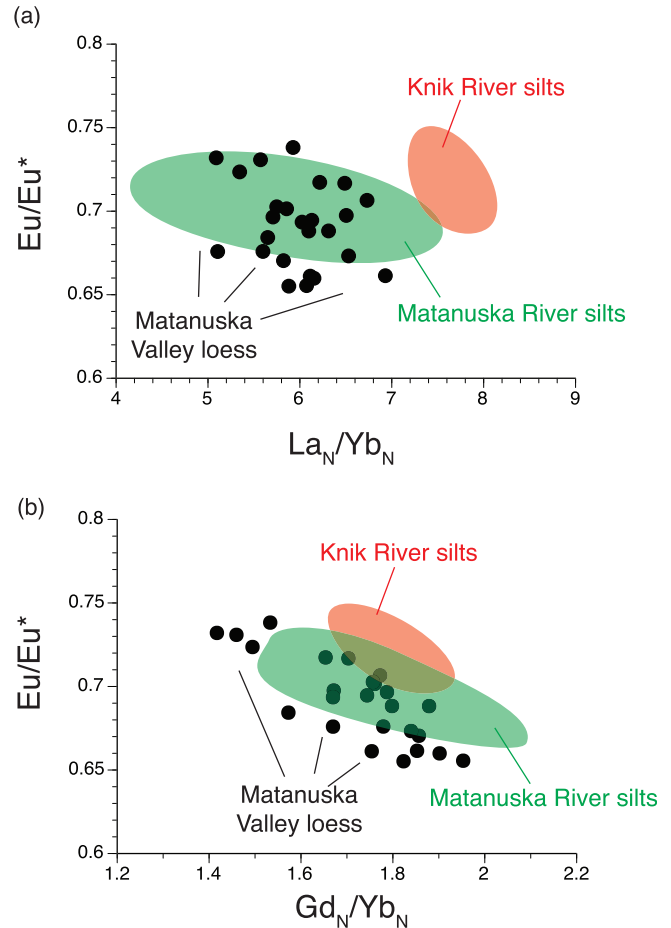 (a)
0.8
0.75
0.7
0.65
0.6
Eu/Eu*
Knik River silts
Matanuska River silts
Matanuska
Valley loess
4 5 6 7 8 9
LaN/YbN
(b)
0.8
0.75
0.7
0.65
0.6
Eu/Eu*
Knik River silts
Matanuska
Valley loess
Matanuska River silts
1.2 1.4 1.6 1.8 2 2.2
GdN/YbN